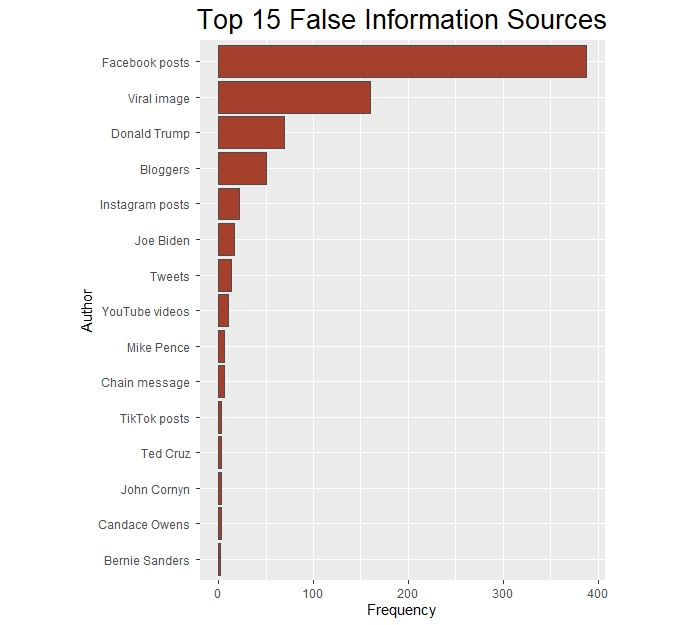 Top 15 False Information Sources
Facebook posts
Viral image
Donald Trump
Bloggers
Instagram posts
Joe Biden
Tweets
YouTube videos
Mike Pence
Chain message
TikTok posts
Ted Cruz
John Cornyn
Candace Owens
Bernie Sanders
Author
0 100 200 300 400
Frequency